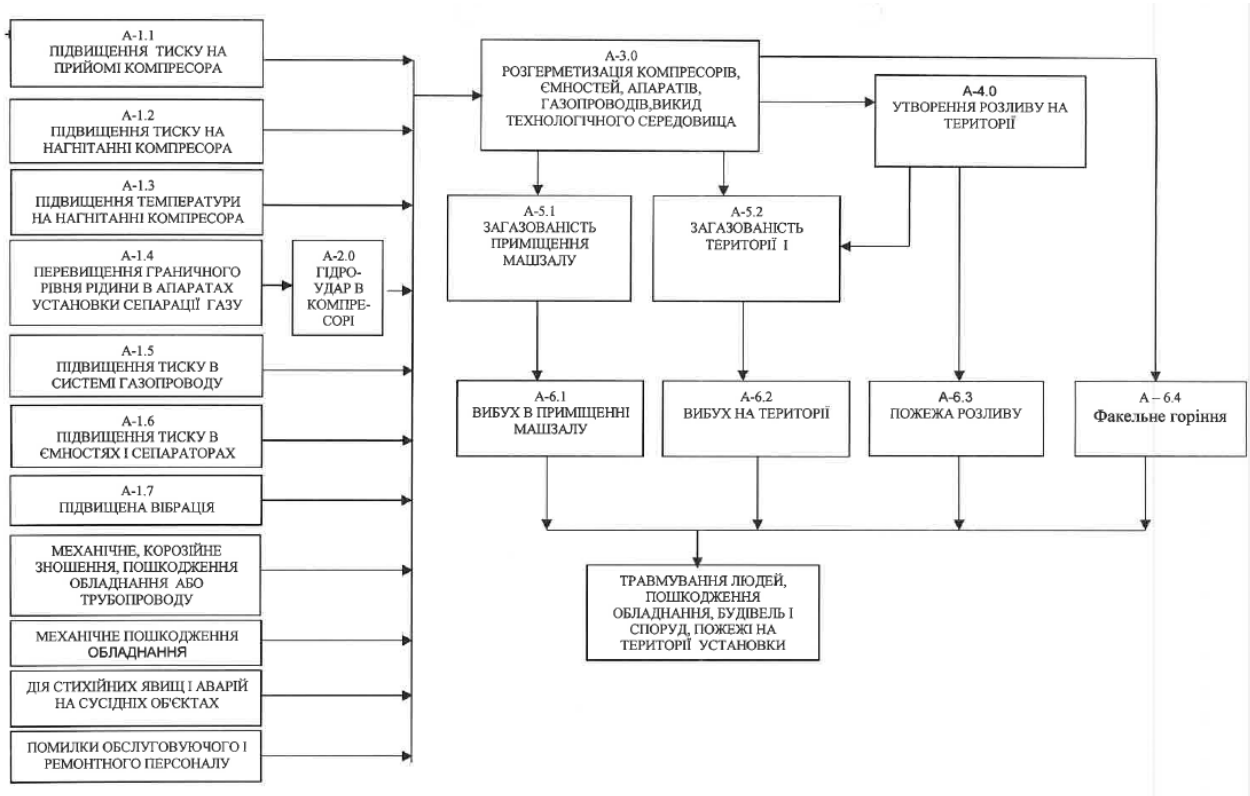 А-1.1
ПІДВИЩЕННЯ ТИСКУ НА
ПРИЙОМІ КОМПРЕСОРА
А-1.2
ПІДВИЩЕННЯ ТИСКУ НА
НАГНІТАННІ КОМПРЕСОРА
А-1.3
ПІДВИЩЕННЯ ТЕМПЕРАТУРИ
НА НАГНІТАННІ КОМПРЕСОРА
А-1.4
ПЕРЕВИЩЕННЯ ГРАНИЧНОГО
РІВНЯ РІДИНИ В АПАРАТАХ
УСТАНОВКИ СЕПАРАЦІЇ ГАЗУ
А-2.0
ГІДРО-
УДАР В
КОМПРЕ-
СОРІ
А-1.5
ПІДВИЩЕННЯ ТИСКУ В
СИСТЕМІ ГАЗОПРОВОДУ
А-1.6
ПІДВИЩЕННЯ ТИСКУ В
ЄМНОСТЯХ І СЕПАРАТОРАХ
А-1.7
ПІДВИЩЕНА ВІБРАЦІЯ
МЕХАНІЧНЕ, КОРОЗІЙНЕ
ЗНОШЕННЯ, ПОШКОДЖЕННЯ
ОБЛАДНАННЯ АБО
ТРУБОПРОВОДУ
МЕХАНІЧНЕ ПОШКОДЖЕННЯ
ОБЛАДНАННЯ
ДІЯ СТИХІЙНИХ ЯВИЩ І АВАРІЙ
НА СУСІДНІХ ОБ'ЄКТАХ
ПОМИЛКИ ОБСЛУГОВУЮЧОГО І
РЕМОНТНОГО ПЕРСОНАЛУ
А-3.0
РОЗГЕРМЕТИЗАЦІЯ КОМПРЕСОРІВ,
ЄМНОСТЕЙ, АПАРАТІВ,
ГАЗОПРОВОДІВ,ВИКИД
ТЕХНОЛОГІЧНОГО СЕРЕДОВИЩА
А-4.0
УТВОРЕННЯ РОЗЛИВУ НА
ТЕРИТОРІЇ
А-5.1
ЗАГАЗОВАНІСТЬ
ПРИМІЩЕННЯ
МАШЗАЛУ
А-5.2
ЗАГАЗОВАНІСТЬ
ТЕРИТОРІЇ І
А-6.1
ВИБУХ В ПРИМІЩЕННІ
МАШЗАЛУ
А-6.2
ВИБУХ НА ТЕРИТОРІЇ
А-6.3
ПОЖЕЖА РОЗЛИВУ
А – 6.4
Факельне горіння
ТРАВМУВАННЯ ЛЮДЕЙ,
ПОШКОДЖЕННЯ
ОБЛАДНАННЯ, БУДІВЕЛЬ І
СПОРУД, ПОЖЕЖІ НА
ТЕРИТОРІЇ УСТАНОВКИ